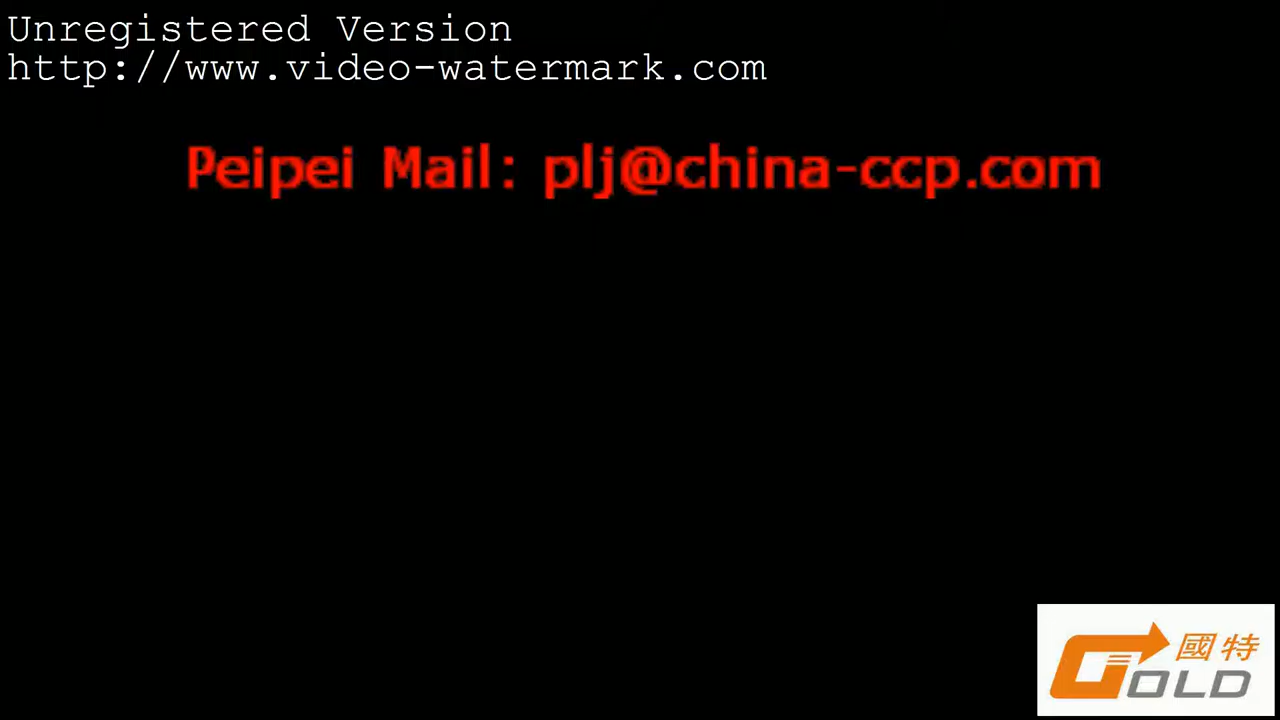 Unregistered Version
http://www.video-watermark.com
Peipei Mail: plj@china-ccp.com
國特
GOLD